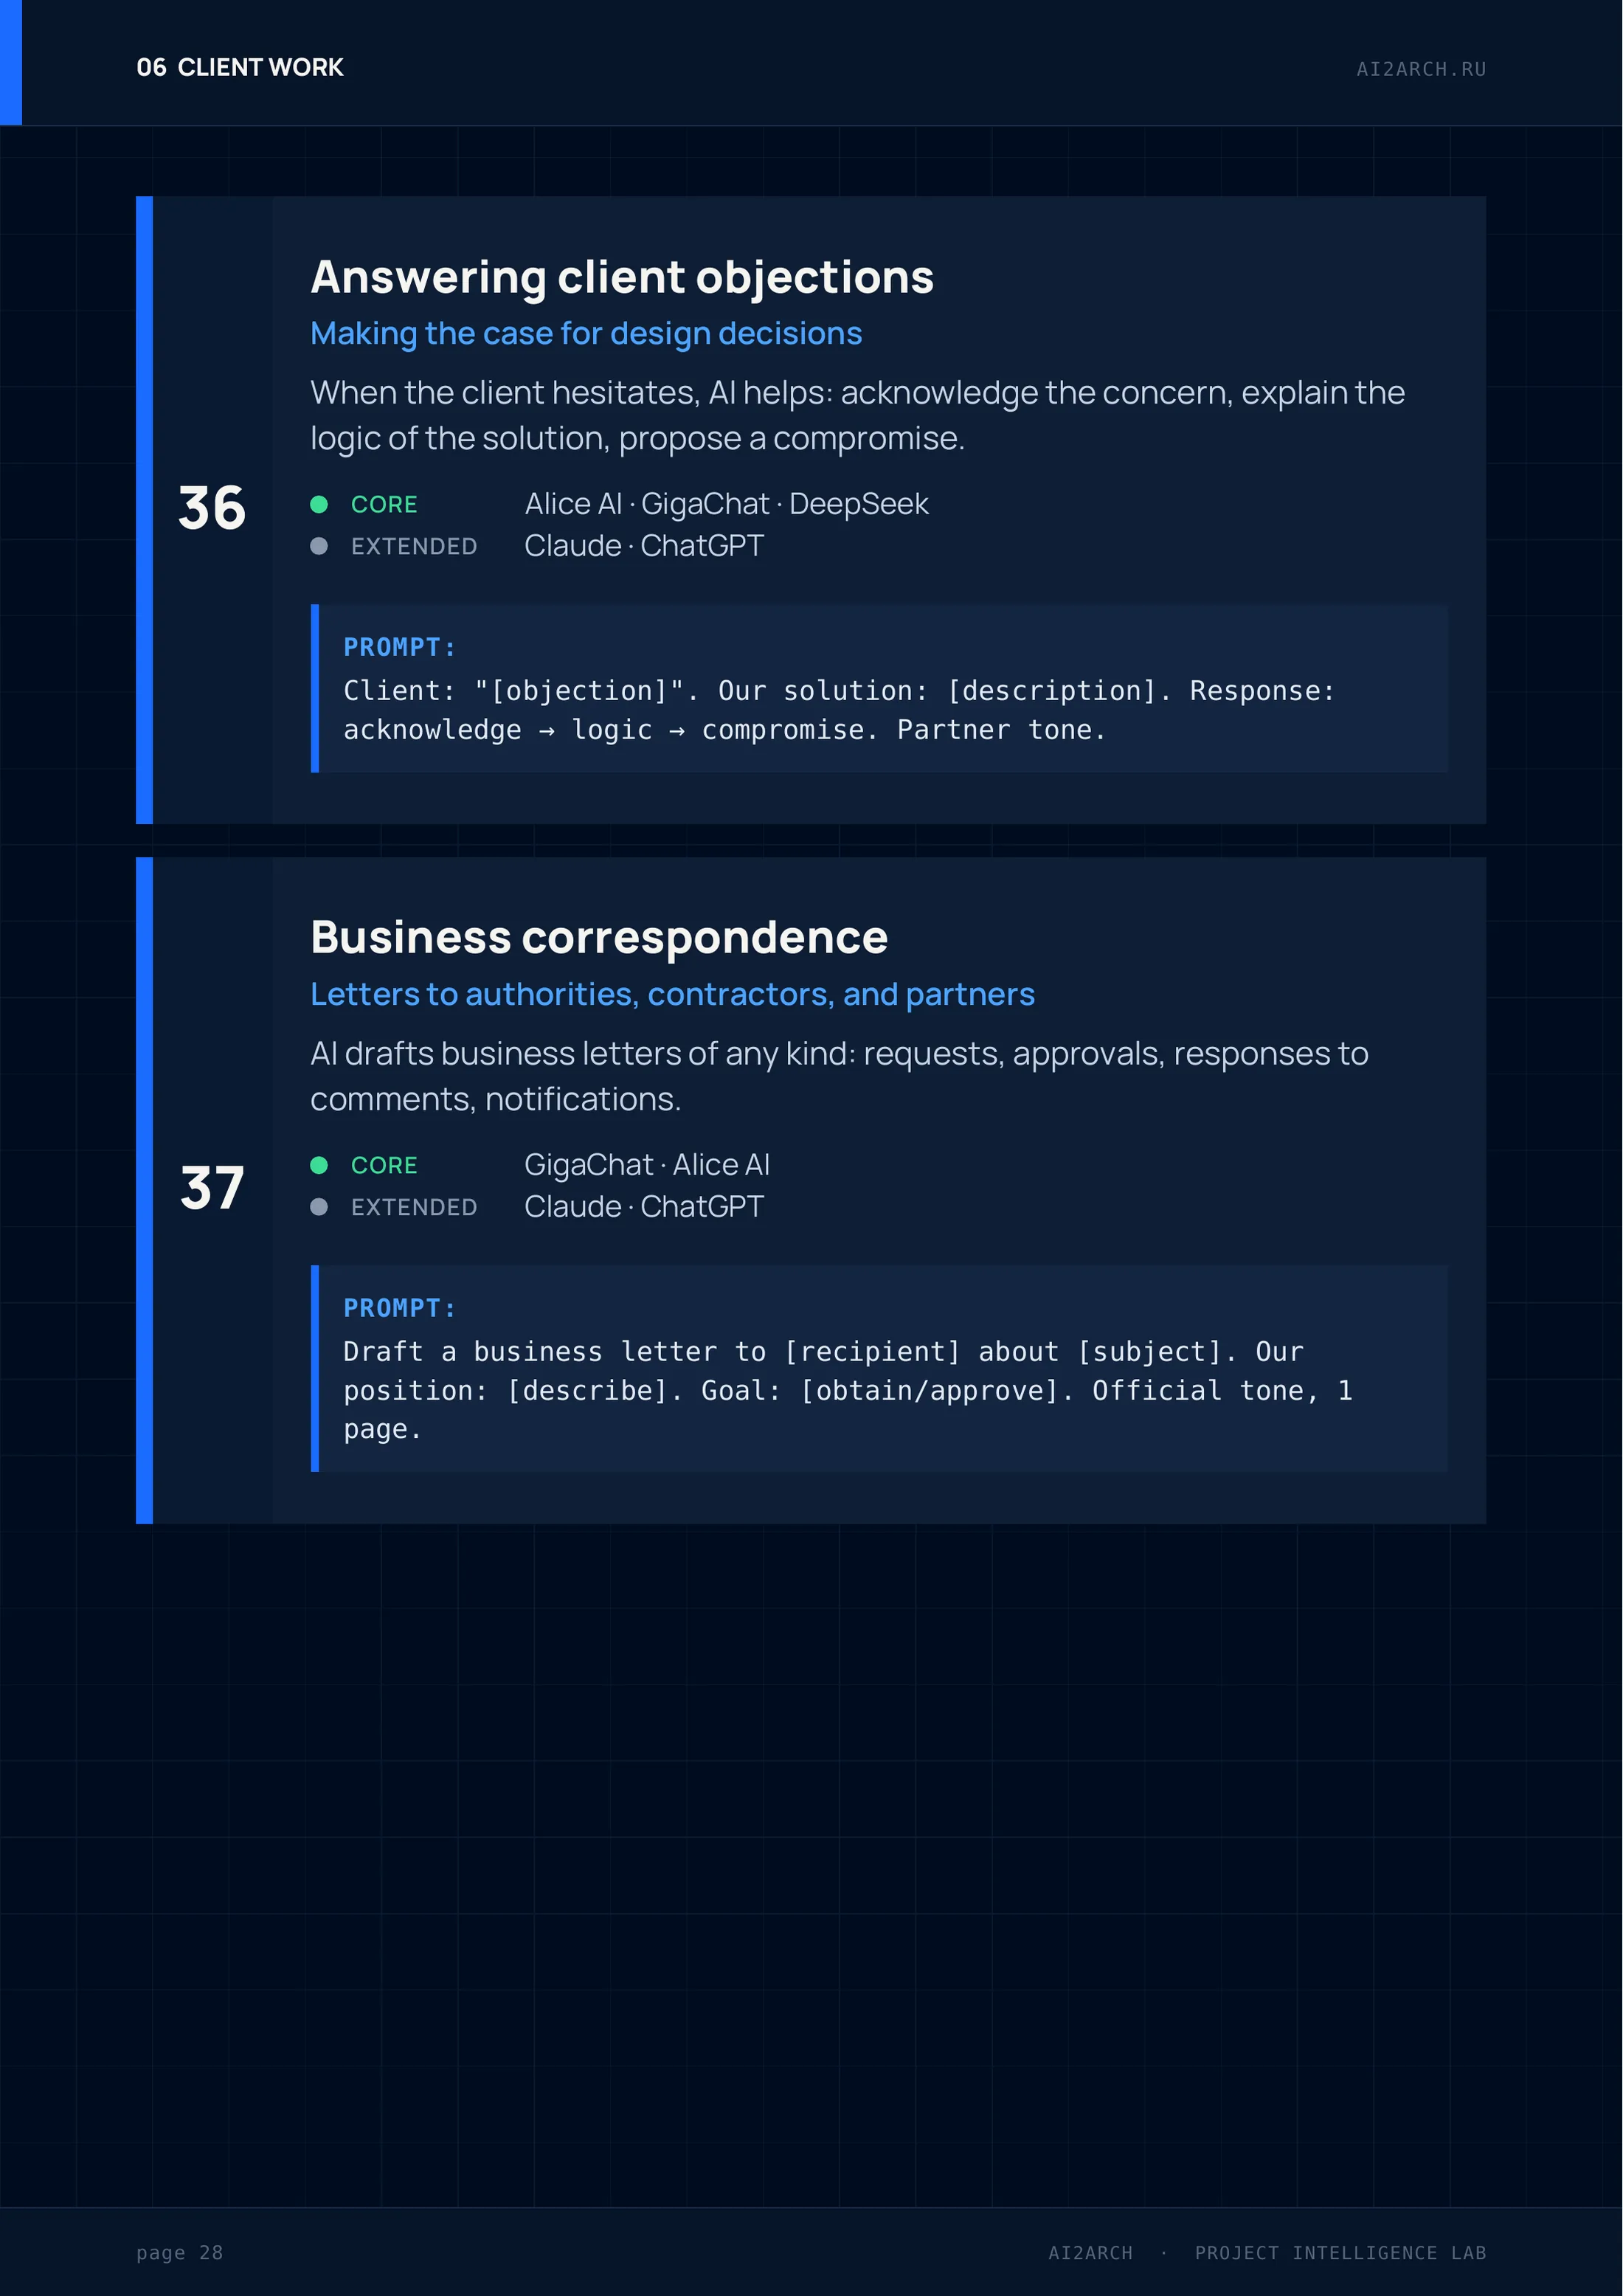 06 CLIENT WORK
AI2ARCH.RU
36
Answering client objections
Making the case for design decisions
When the client hesitates, AI helps: acknowledge the concern, explain the
logic of the solution, propose a compromise.
CORE Alice AI · GigaChat · DeepSeek
EXTENDED Claude · ChatGPT
PROMPT:
Client: "[objection]". Our solution: [description]. Response:
acknowledge → logic → compromise. Partner tone.
37
Business correspondence
Letters to authorities, contractors, and partners
AI drafts business letters of any kind: requests, approvals, responses to
comments, notifications.
CORE GigaChat · Alice AI
EXTENDED Claude · ChatGPT
PROMPT:
Draft a business letter to [recipient] about [subject]. Our
position: [describe]. Goal: [obtain/approve]. Official tone, 1
page.
page 28
AI2ARCH · PROJECT INTELLIGENCE LAB